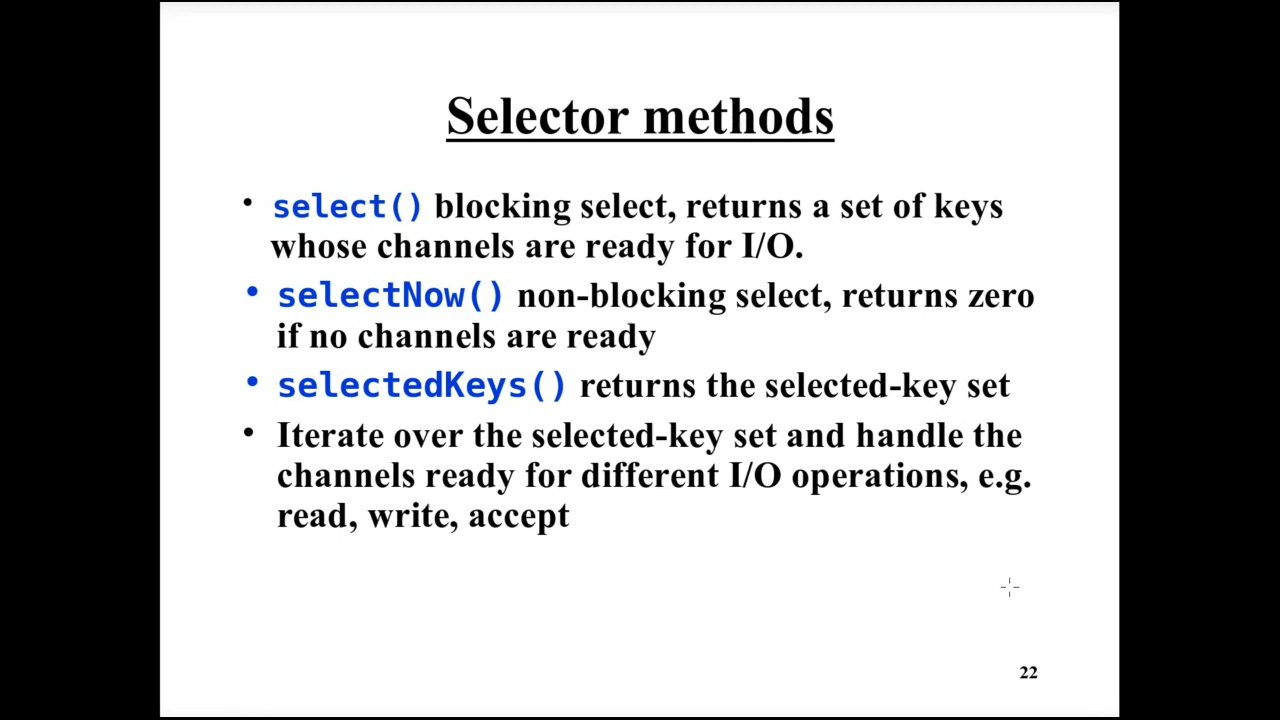 Selector methods
• select() blocking select, returns a set of keys
whose channels are ready for I/O.
• selectNow() non-blocking select, returns zero
if no channels are ready
• selectedKeys() returns the selected-key set
• Iterate over the selected-key set and handle the
channels ready for different I/O operations, e.g.
read, write, accept
22